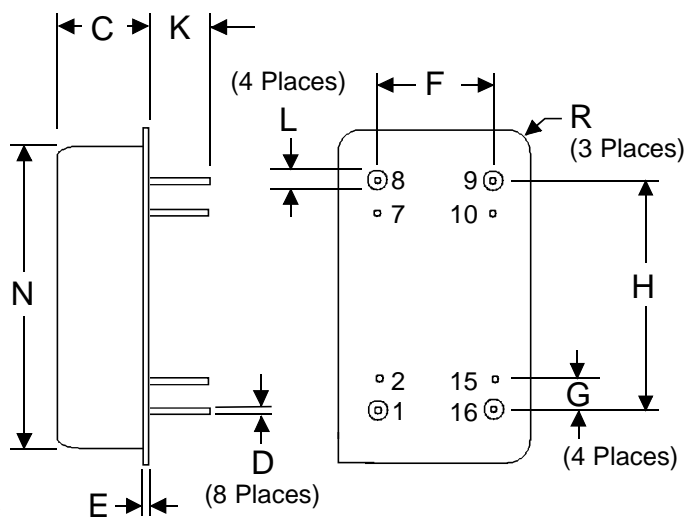 C K
(4 Places)
F
R
(3 Places)
L
8 9
7 10
N
H
2 15
G
1 16
D
(8 Places)
(4 Places)
E